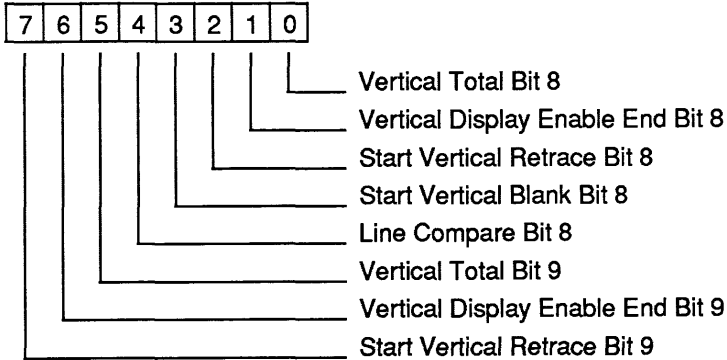 7 6 5 4 3 2 1 0
Vertical Total Bit 8
Vertical Display Enable End Bit 8
Start Vertical Retrace Bit 8
Start Vertical Blank Bit 8
Line Compare Bit 8
Vertical Total Bit 9
Vertical Display Enable End Bit 9
Start Vertical Retrace Bit 9